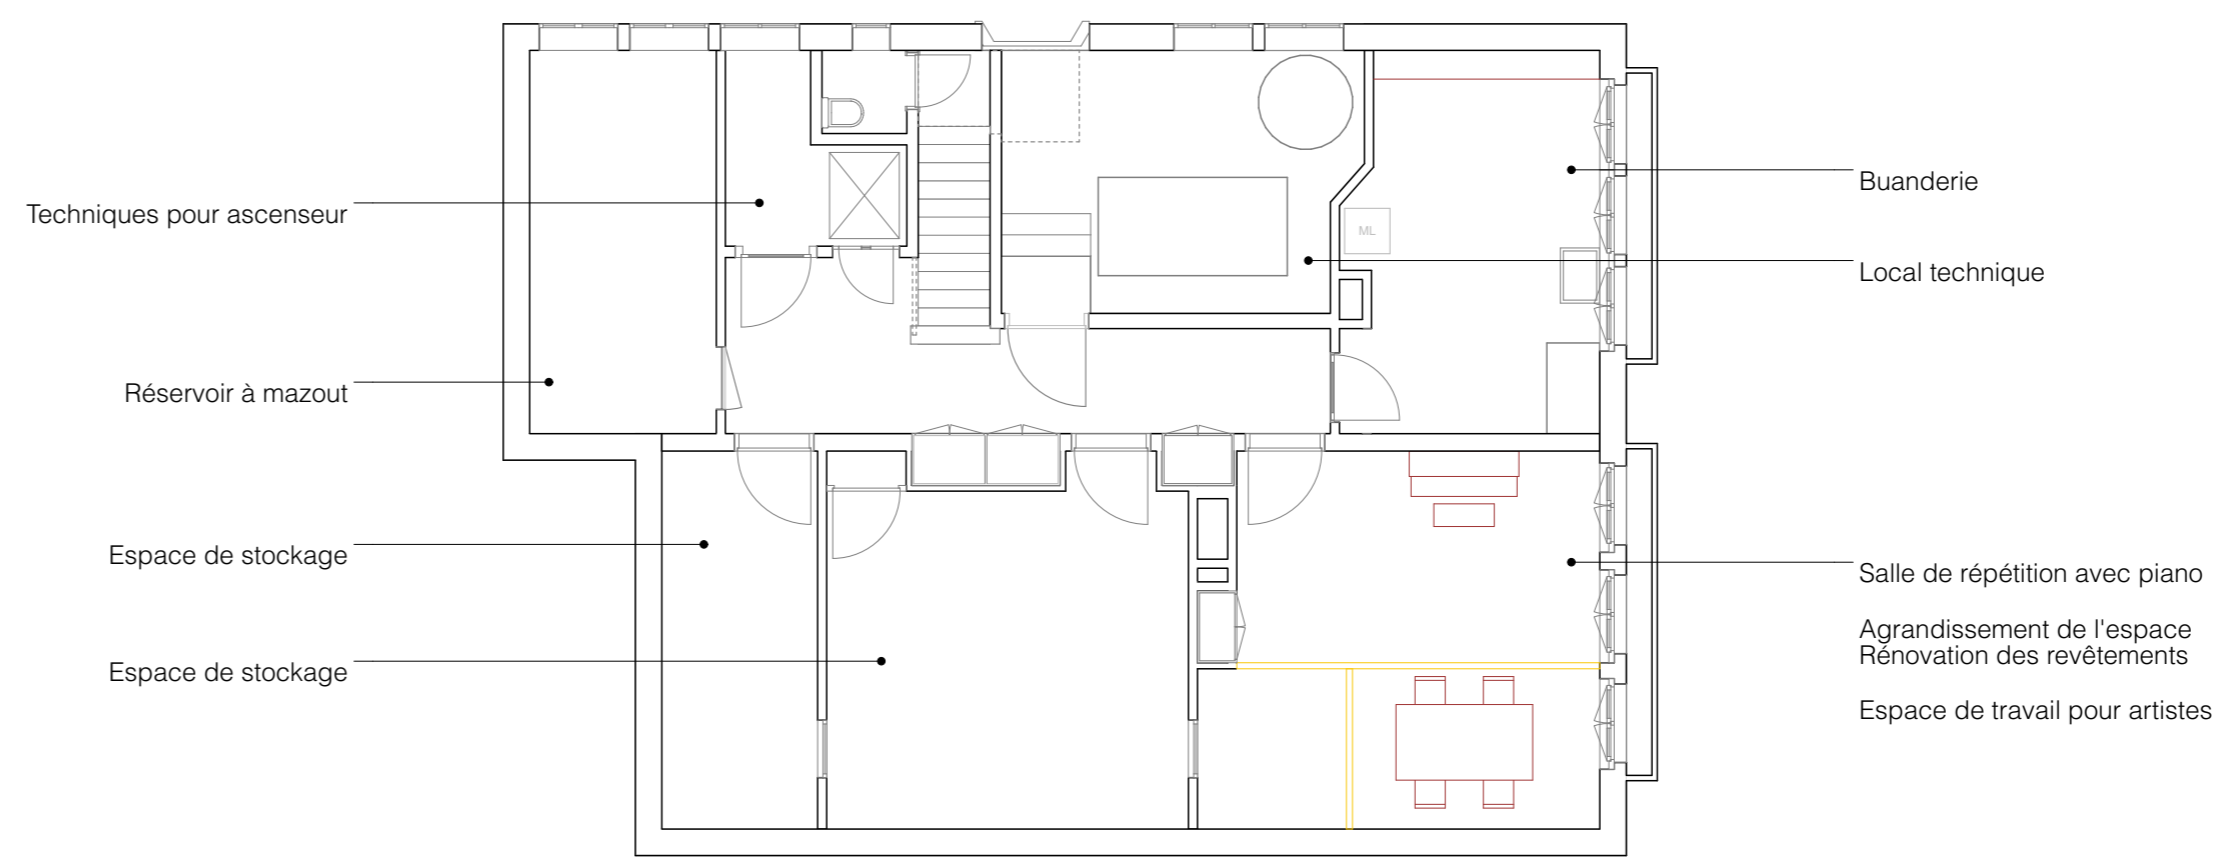 Techniques pour ascenseur
Réservoir à mazout
Espace de stockage
Espace de stockage
ML
Buanderie
Local technique
Salle de répétition avec piano
Agrandissement de l'espace
Rénovation des revêtements
Espace de travail pour artistes